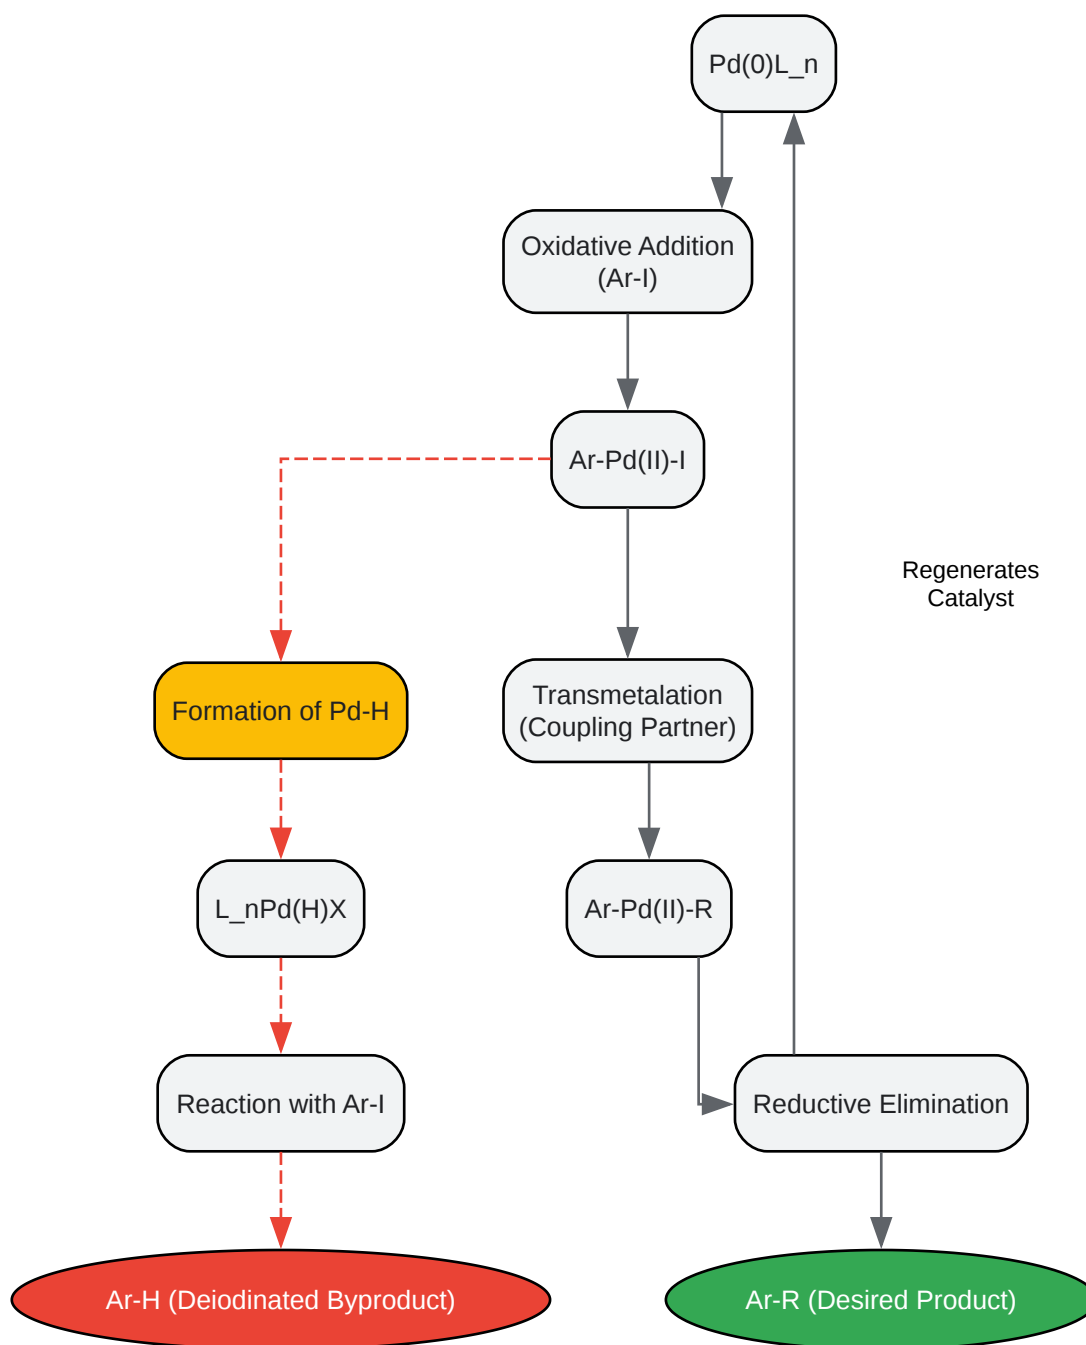 Pd(0)L_n
Oxidative Addition
(Ar-I)
Ar-Pd(II)-I
Regenerates
Catalyst
Formation of Pd-H
Transmetalation
(Coupling Partner)
L_nPd(H)X
Ar-Pd(II)-R
Reaction with Ar-I
Reductive Elimination
Ar-H (Deiodinated Byproduct)
Ar-R (Desired Product)